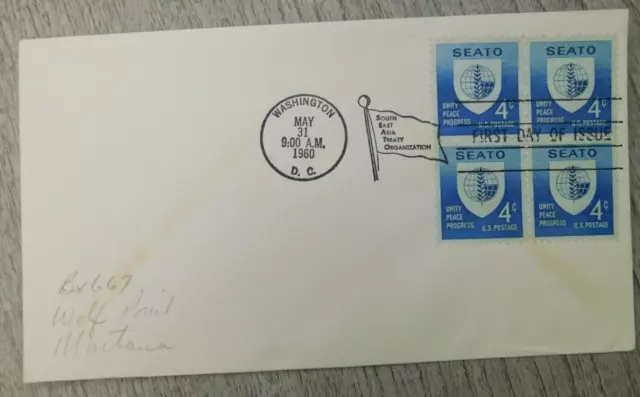 WASHINGTON
MAY
31
9:00 A.M.
1960
D. C.
SOUTH
EAST
ASIA
TREATY
ORGANIZATION
SEATO
UNITY
PEACE
PROGRESS
4¢
U.S. POSTAGE
SEATO
UNITY
PEACE
PROGRESS
4¢
U.S. POSTAGE
FIRST DAY OF ISSUE
UNITY
PEACE
PROGRESS
4¢
U.S. POSTAGE
UNITY
PEACE
PROGRESS
4¢
U.S. POSTAGE
Bx 667
Wolf Point
Montana